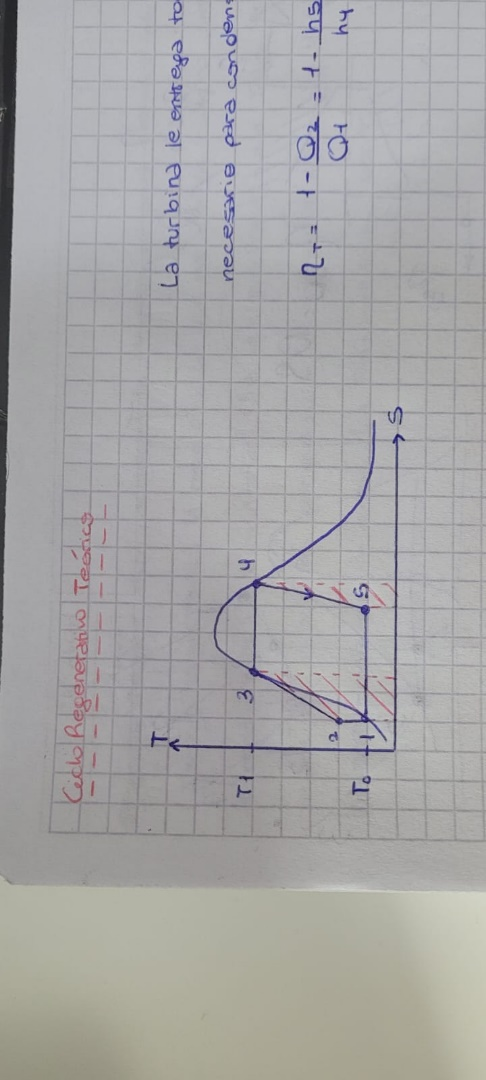 Ciclo Regenerativo Teórico
La turbina le entrega to
necesario para conden
T
T1
3
4
2
T0
1
5
S
ηT = 1 - Q2 / Q1 = 1 - h5 / h4